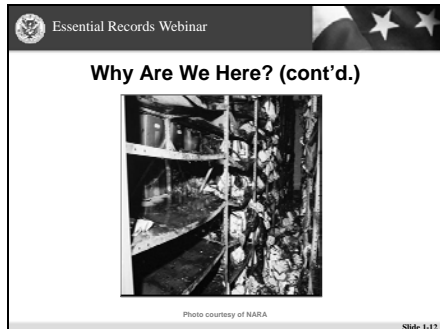 Essential Records Webinar
Why Are We Here? (cont’d.)
Photo courtesy of NARA
Slide 1-12